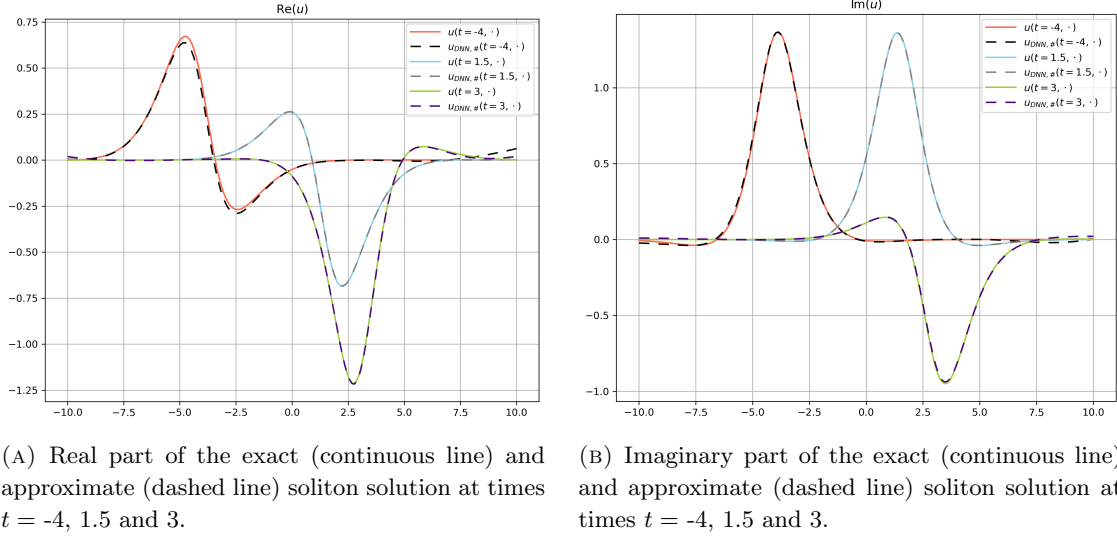 Re(u)
0.75
0.50
0.25
0.00
−0.25
−0.50
−0.75
−1.00
−1.25
−10.0 −7.5 −5.0 −2.5 0.0 2.5 5.0 7.5 10.0
u(t = -4, ·)
u_DNN,#(t = -4, ·)
u(t = 1.5, ·)
u_DNN,#(t = 1.5, ·)
u(t = 3, ·)
u_DNN,#(t = 3, ·)
Im(u)
1.0
0.5
0.0
−0.5
−1.0
−10.0 −7.5 −5.0 −2.5 0.0 2.5 5.0 7.5 10.0
u(t = -4, ·)
u_DNN,#(t = -4, ·)
u(t = 1.5, ·)
u_DNN,#(t = 1.5, ·)
u(t = 3, ·)
u_DNN,#(t = 3, ·)
(A) Real part of the exact (continuous line) and
approximate (dashed line) soliton solution at times
t = -4, 1.5 and 3.
(B) Imaginary part of the exact (continuous line)
and approximate (dashed line) soliton solution at
times t = -4, 1.5 and 3.